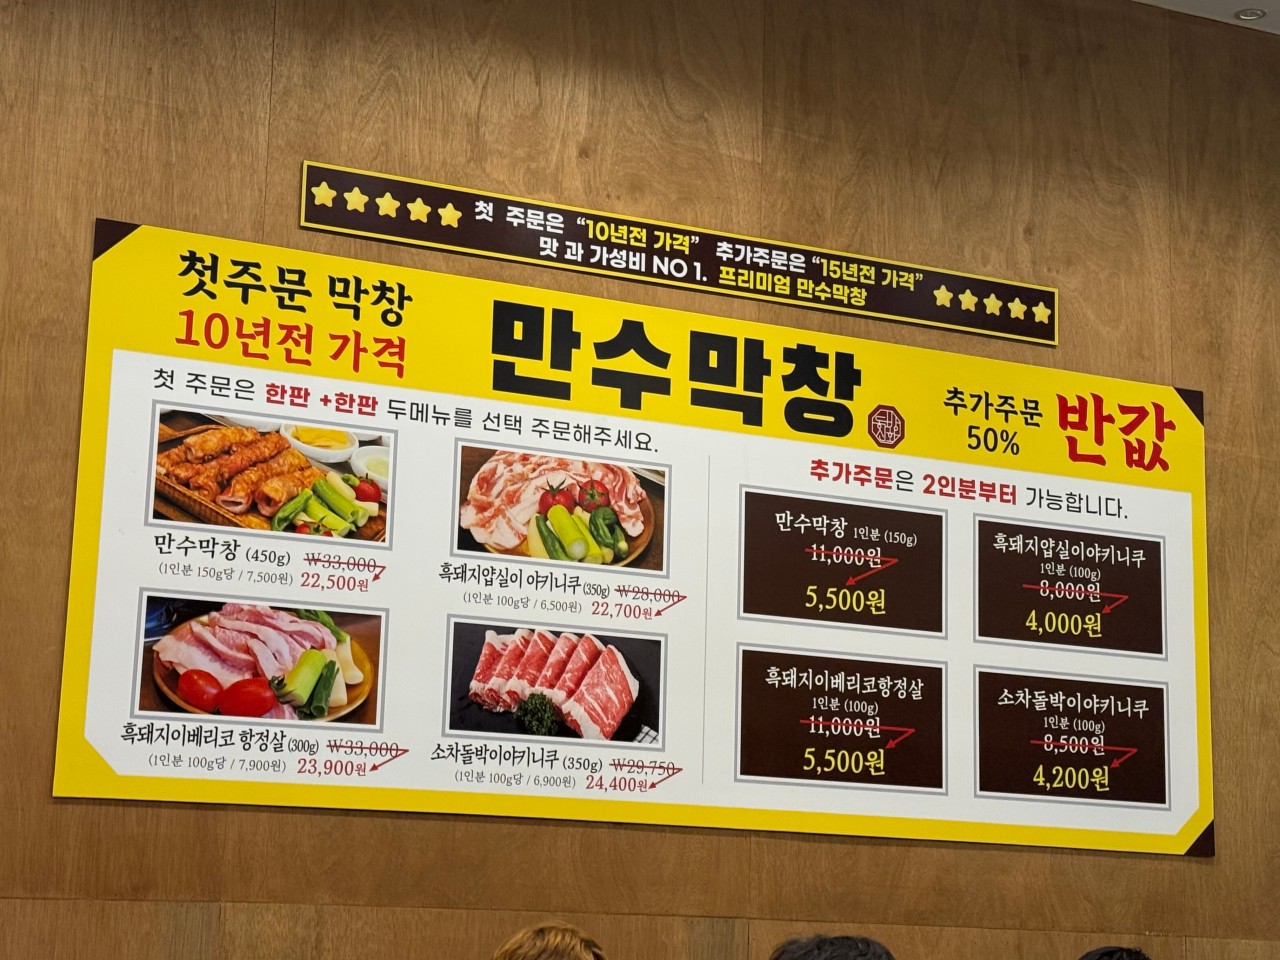 첫 주문은 “10년전 가격” 추가주문은 “15년전 가격”
맛 과 가성비 NO 1. 프리미엄 만수막창
첫주문 막창
10년전 가격
만수막창
추가주문
50%
반값
첫 주문은 한판 +한판 두메뉴를 선택 주문해주세요.
만수막창 (450g) ₩33,000
(1인분 150g당 / 7,500원) 22,500원
흑돼지얇실이 야키니쿠 (350g) ₩28,000
(1인분 100g당 / 6,500원) 22,700원
흑돼지이베리코 항정살 (300g) ₩33,000
(1인분 100g당 / 7,900원) 23,900원
소차돌박이야키니쿠 (350g) ₩29,750
(1인분 100g당 / 6,900원) 24,400원
추가주문은 2인분부터 가능합니다.
만수막창 1인분 (150g)
11,000원
5,500원
흑돼지얇실이야키니쿠
1인분 (100g)
8,000원
4,000원
흑돼지이베리코항정살
1인분 (100g)
11,000원
5,500원
소차돌박이야키니쿠
1인분 (100g)
8,500원
4,200원